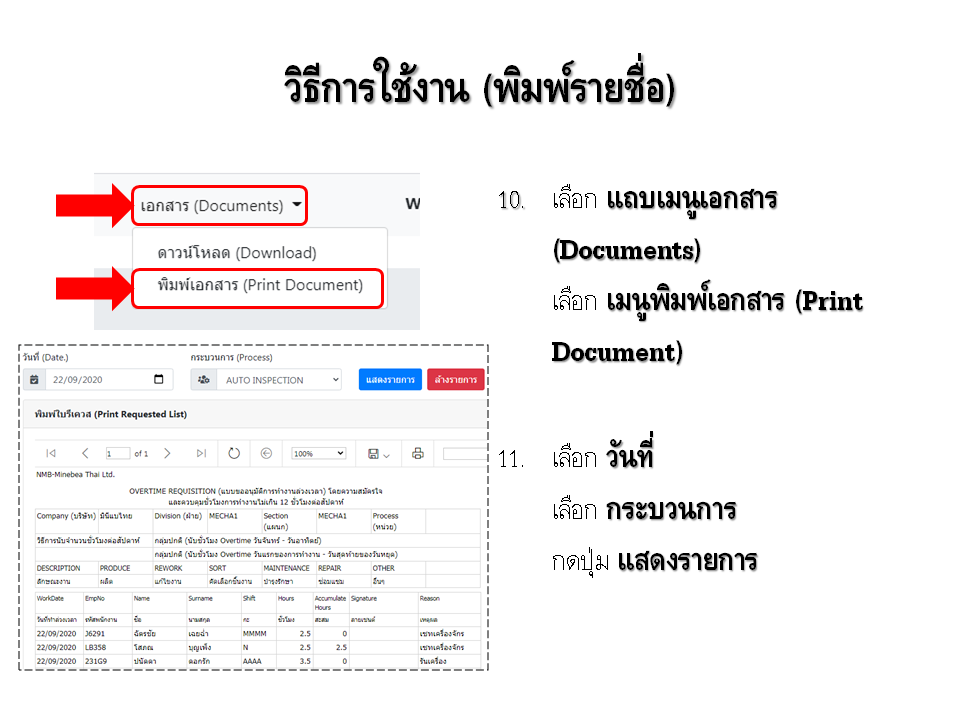 วิธีการใช้งาน (พิมพ์รายชื่อ)
เอกสาร (Documents)
W
ดาวน์โหลด (Download)
พิมพ์เอกสาร (Print Document)
10. เลือก แถบเมนูเอกสาร
(Documents)
เลือก เมนูพิมพ์เอกสาร (Print
Document)
11. เลือก วันที่
เลือก กระบวนการ
กดปุ่ม แสดงรายการ
วันที่ (Date.) กระบวนการ (Process)
22/09/2020 AUTO INSPECTION แสดงรายการ ล้างรายการ
พิมพ์ใบรีเควส (Print Requested List)
1 of 1 100%
NMB-Minebea Thai Ltd.
OVERTIME REQUISITION (แบบขออนุมัติการทำงานล่วงเวลา) โดยความสมัครใจ
และควบคุมชั่วโมงการทำงานไม่เกิน 12 ชั่วโมงต่อสัปดาห์
Company (บริษัท) มินีแบไทย Division (ฝ่าย) MECHA1 Section (แผนก) MECHA1 Process (หน่วย)
วิธีการนับจำนวนชั่วโมงต่อสัปดาห์ กลุ่มปกติ (นับชั่วโมง Overtime วันจันทร์ - วันอาทิตย์)
กลุ่มปกติ (นับชั่วโมง Overtime วันแรกของการทำงาน - วันสุดท้ายของวันหยุด)
DESCRIPTION PRODUCE REWORK SORT MAINTENANCE REPAIR OTHER
ลักษณะงาน ผลิต แก้ไขงาน คัดเลือกชิ้นงาน บำรุงรักษา ซ่อมแซม อื่นๆ
WorkDate EmpNo Name Surname Shift Hours Accumulate Hours Signature Reason
วันที่ทำล่วงเวลา รหัสพนักงาน ชื่อ นามสกุล กะ ชั่วโมง สะสม ลายเซนต์ เหตุผล
22/09/2020 J6291 ฉัตรชัย เฉยฉ่ำ MMMM 2.5 0 เซทเครื่องจักร
22/09/2020 LB358 โสภณ บุญเพ็ง N 2.5 2.5 เซทเครื่องจักร
22/09/2020 231G9 ปนัดดา ดอกรัก AAAA 3.5 0 รันเครื่อง